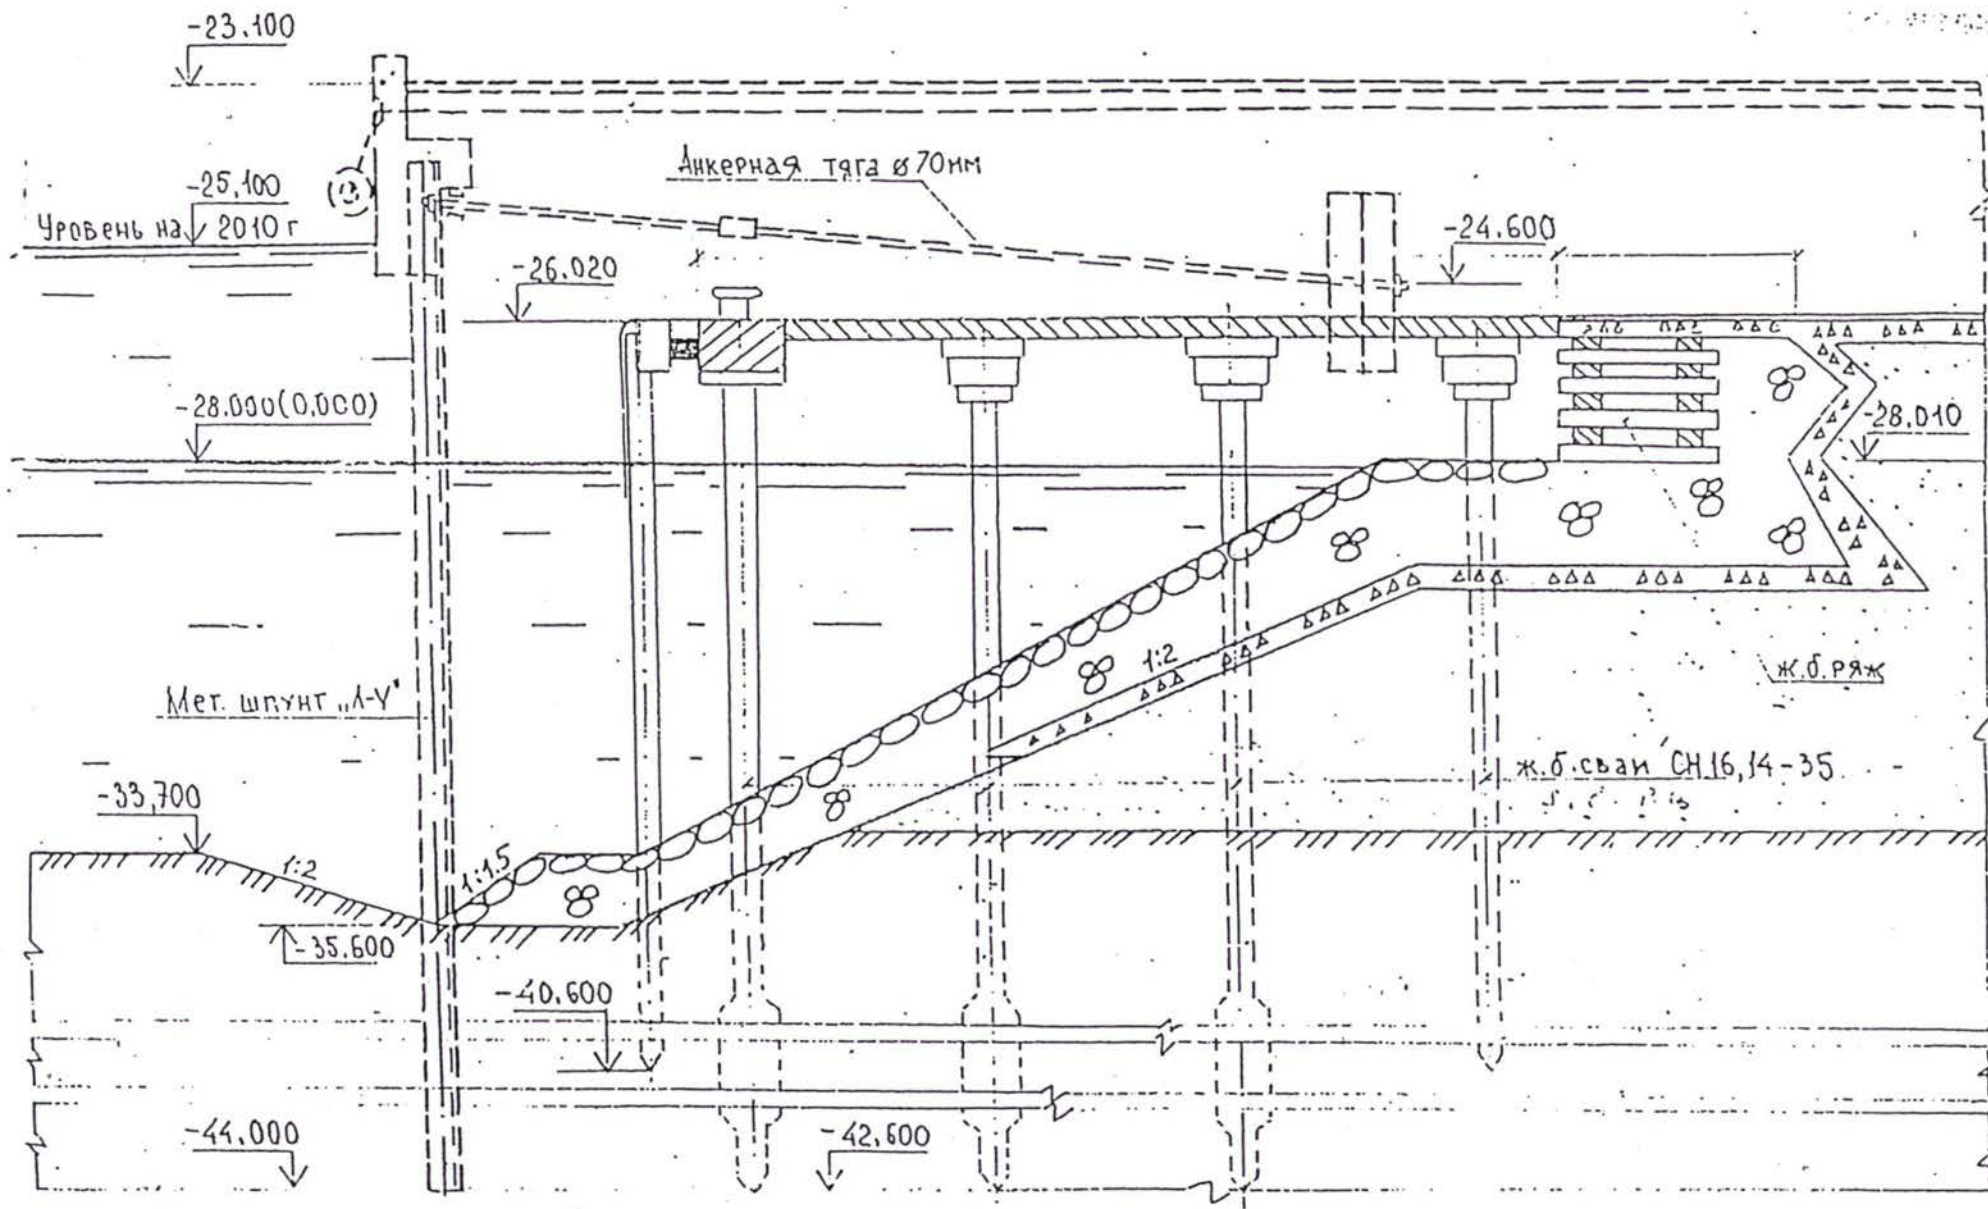 -23.100
Анкерная тяга ø70мм
-25,100
Уровень на 2010 г
-24.600
-26.020
-28.000(0,000)
-28.010
1:2
ж.б.ряж
Мет. шпунт „Л-V"
ж.б.сваи СН16,14-35
-33,700
1:2
1:1.5
-35.600
-40.600
-44.000
-42.600